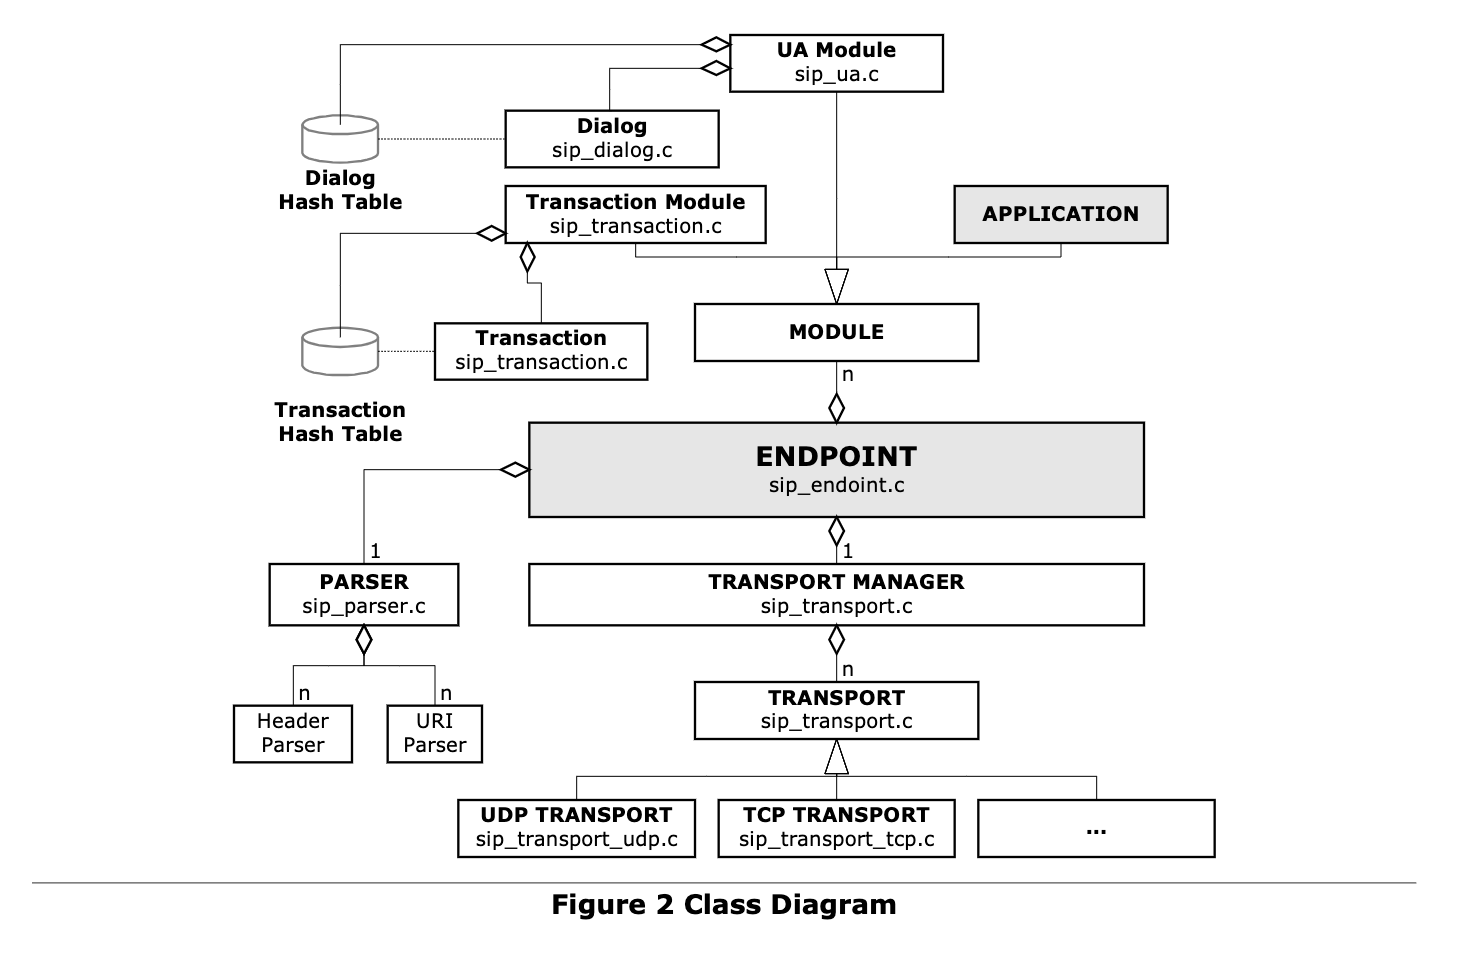 UA Module
sip_ua.c
Dialog
sip_dialog.c
Dialog
Hash Table
Transaction Module
sip_transaction.c
APPLICATION
Transaction
sip_transaction.c
MODULE
n
Transaction
Hash Table
ENDPOINT
sip_endoint.c
1
1
PARSER
sip_parser.c
TRANSPORT MANAGER
sip_transport.c
n
n
n
Header
Parser
URI
Parser
TRANSPORT
sip_transport.c
UDP TRANSPORT
sip_transport_udp.c
TCP TRANSPORT
sip_transport_tcp.c
...
Figure 2 Class Diagram